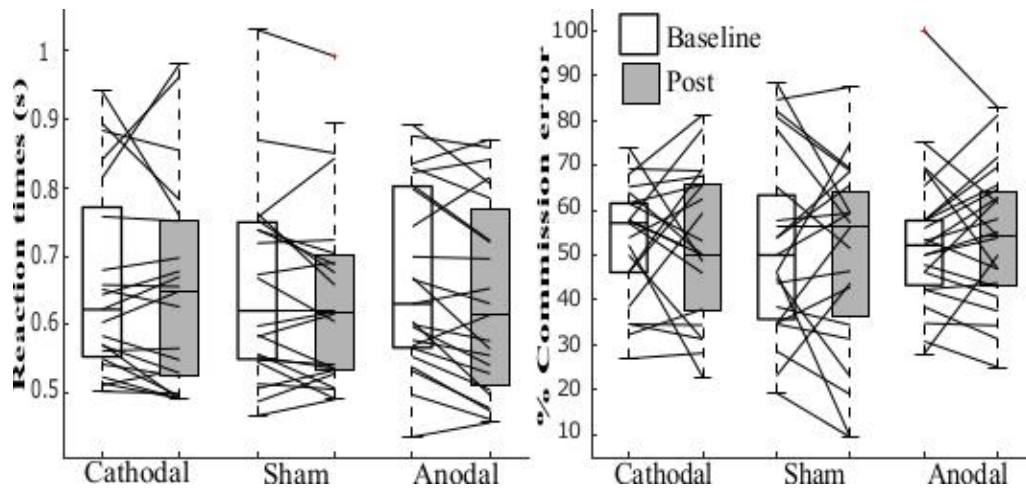 Reaction times (s)
1
0.9
0.8
0.7
0.6
0.5
Cathodal Sham Anodal
% Commission error
100
90
80
70
60
50
40
30
20
10
Baseline
Post
Cathodal Sham Anodal